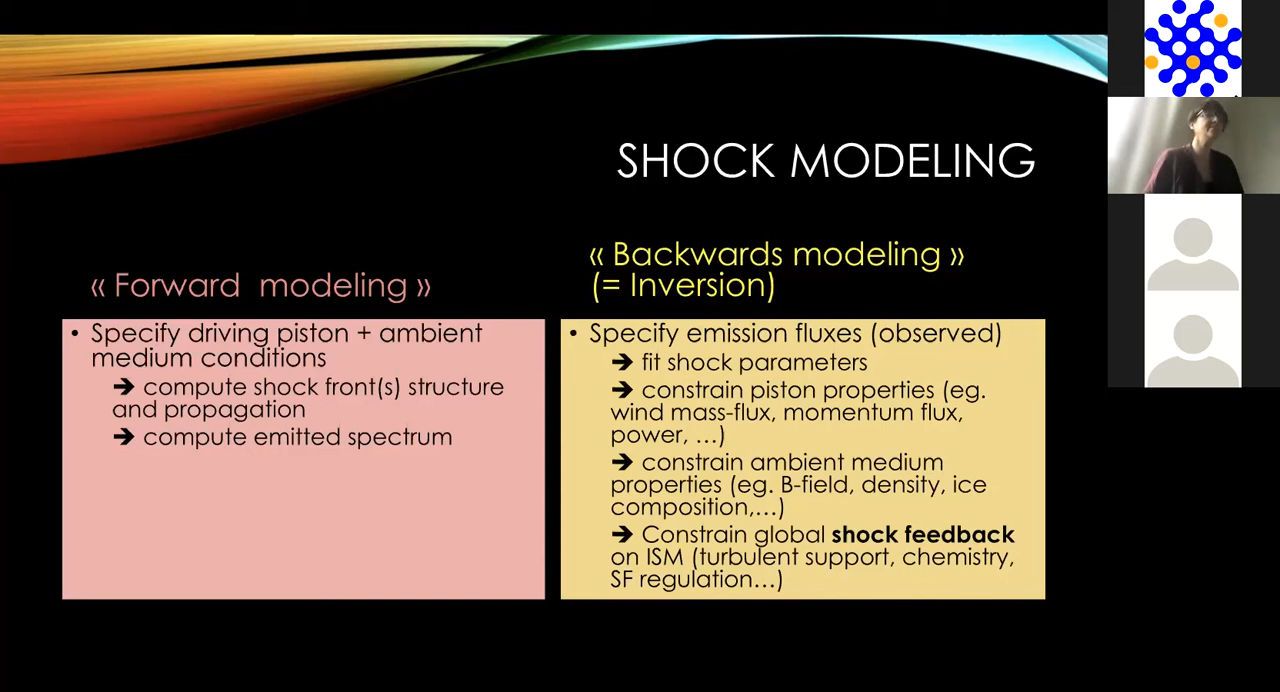 SHOCK MODELING
« Forward  modeling »
• Specify driving piston + ambient
medium conditions
➔ compute shock front(s) structure
and propagation
➔ compute emitted spectrum
« Backwards modeling »
(= Inversion)
• Specify emission fluxes (observed)
➔ fit shock parameters
➔ constrain piston properties (eg.
wind mass-flux, momentum flux,
power, …)
➔ constrain ambient medium
properties (eg. B-field, density, ice
composition,…)
➔ Constrain global shock feedback
on ISM (turbulent support, chemistry,
SF regulation…)